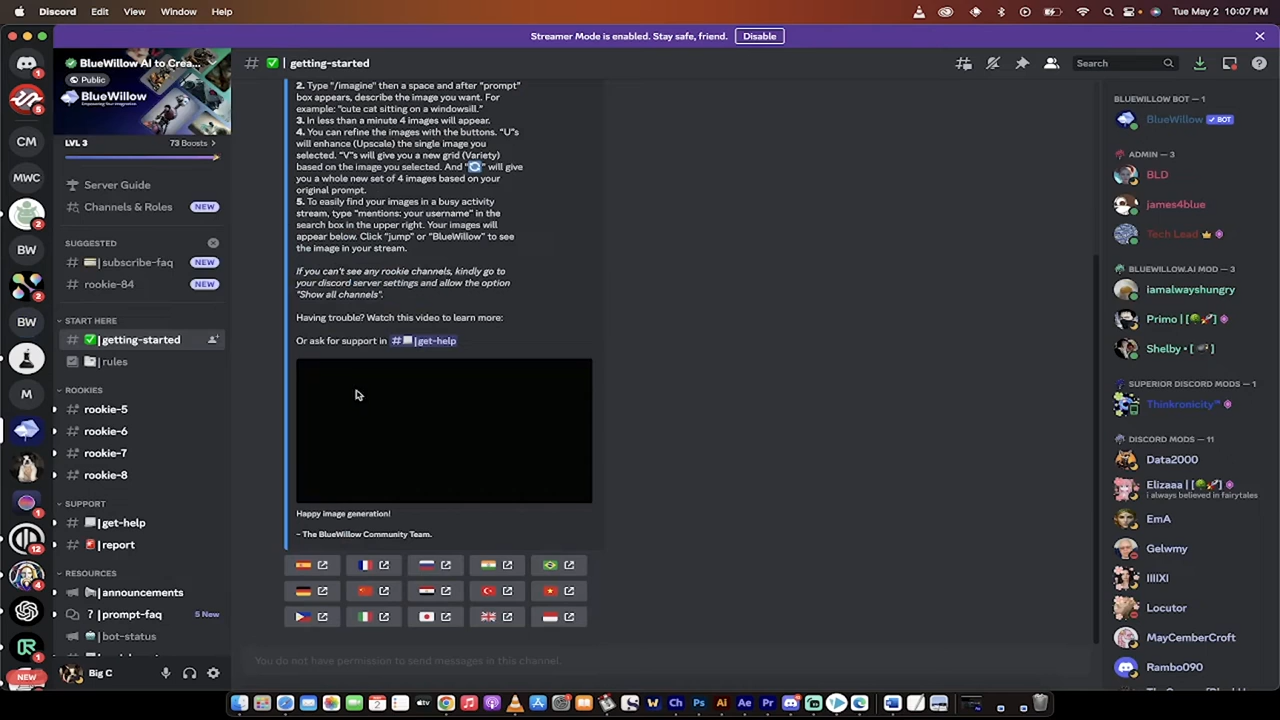 Discord File Edit View Window Help
Tue May 2 10:07 PM
Streamer Mode is enabled. Stay safe, friend. Disable
BlueWillow AI to Crea...
Public
BlueWillow
Empowering Your Imagination
LVL 3 73 Boosts
Server Guide
Channels & Roles NEW
SUGGESTED
subscribe-faq NEW
rookie-84 NEW
START HERE
getting-started
rules
ROOKIES
rookie-5
rookie-6
rookie-7
rookie-8
SUPPORT
get-help
report
RESOURCES
announcements
prompt-faq 5 New
bot-status
Big C
CM
MWC
BW
BW
M
NEW
getting-started
Search
2. Type "/imagine" then a space and after "prompt"
box appears, describe the image you want. For
example: "cute cat sitting on a windowsill."
3. In less than a minute 4 images will appear.
4. You can refine the images with the buttons. "U"s
will enhance (Upscale) the single image you
selected. "V"s will give you a new grid (Variety)
based on the image you selected. And "🔄" will give
you a whole new set of 4 images based on your
original prompt.
5. To easily find your images in a busy activity
stream, type "mentions: your username" in the
search box in the upper right. Your images will
appear below. Click "jump" or "BlueWillow" to see
the image in your stream.
If you can't see any rookie channels, kindly go to
your discord server settings and allow the option
"Show all channels".
Having trouble? Watch this video to learn more:
Or ask for support in # | get-help
Happy image generation!
– The BlueWillow Community Team.
You do not have permission to send messages in this channel.
BLUEWILLOW BOT — 1
BlueWillow BOT
ADMIN — 3
BLD
james4blue
Tech Lead
BLUEWILLOW.AI MOD — 3
iamalwayshungry
Primo | [
Shelby • [
SUPERIOR DISCORD MODS — 1
Thinkronicity™
DISCORD MODS — 11
Data2000
Elizaaa | [
i always believed in fairytales
EmA
Gelwmy
IIIIXI
Locutor
MayCemberCroft
Rambo090